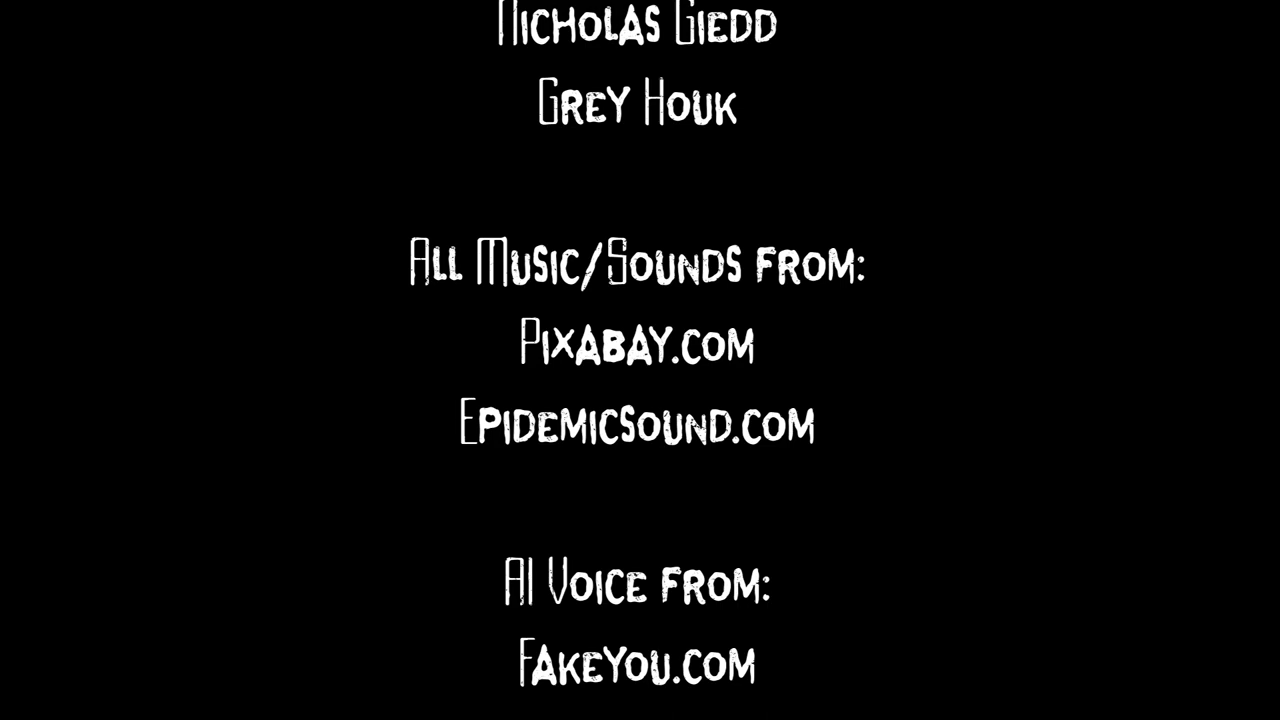 Nicholas Giedd
Grey Houk
All Music/Sounds from:
Pixabay.com
Epidemicsound.com
AI Voice from:
FakeYou.com